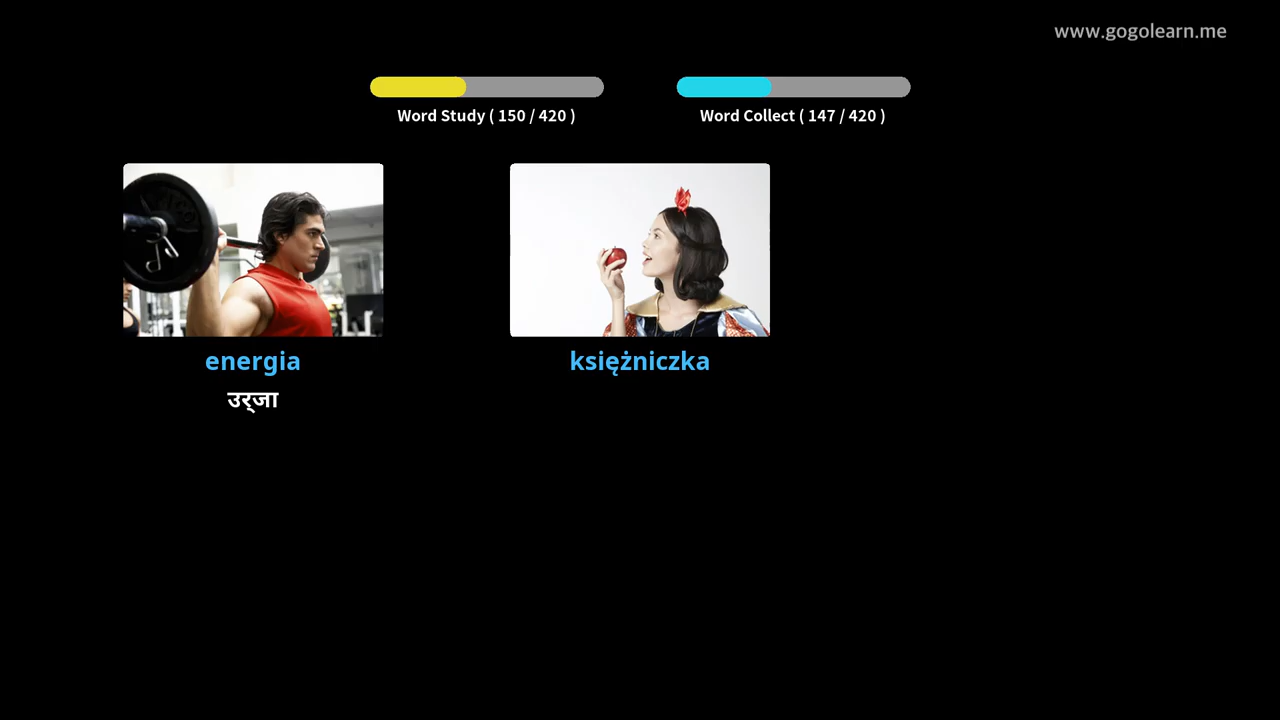 www.gogolearn.me
Word Study ( 150 / 420 )
Word Collect ( 147 / 420 )
energia
księżniczka
उर्‌जा